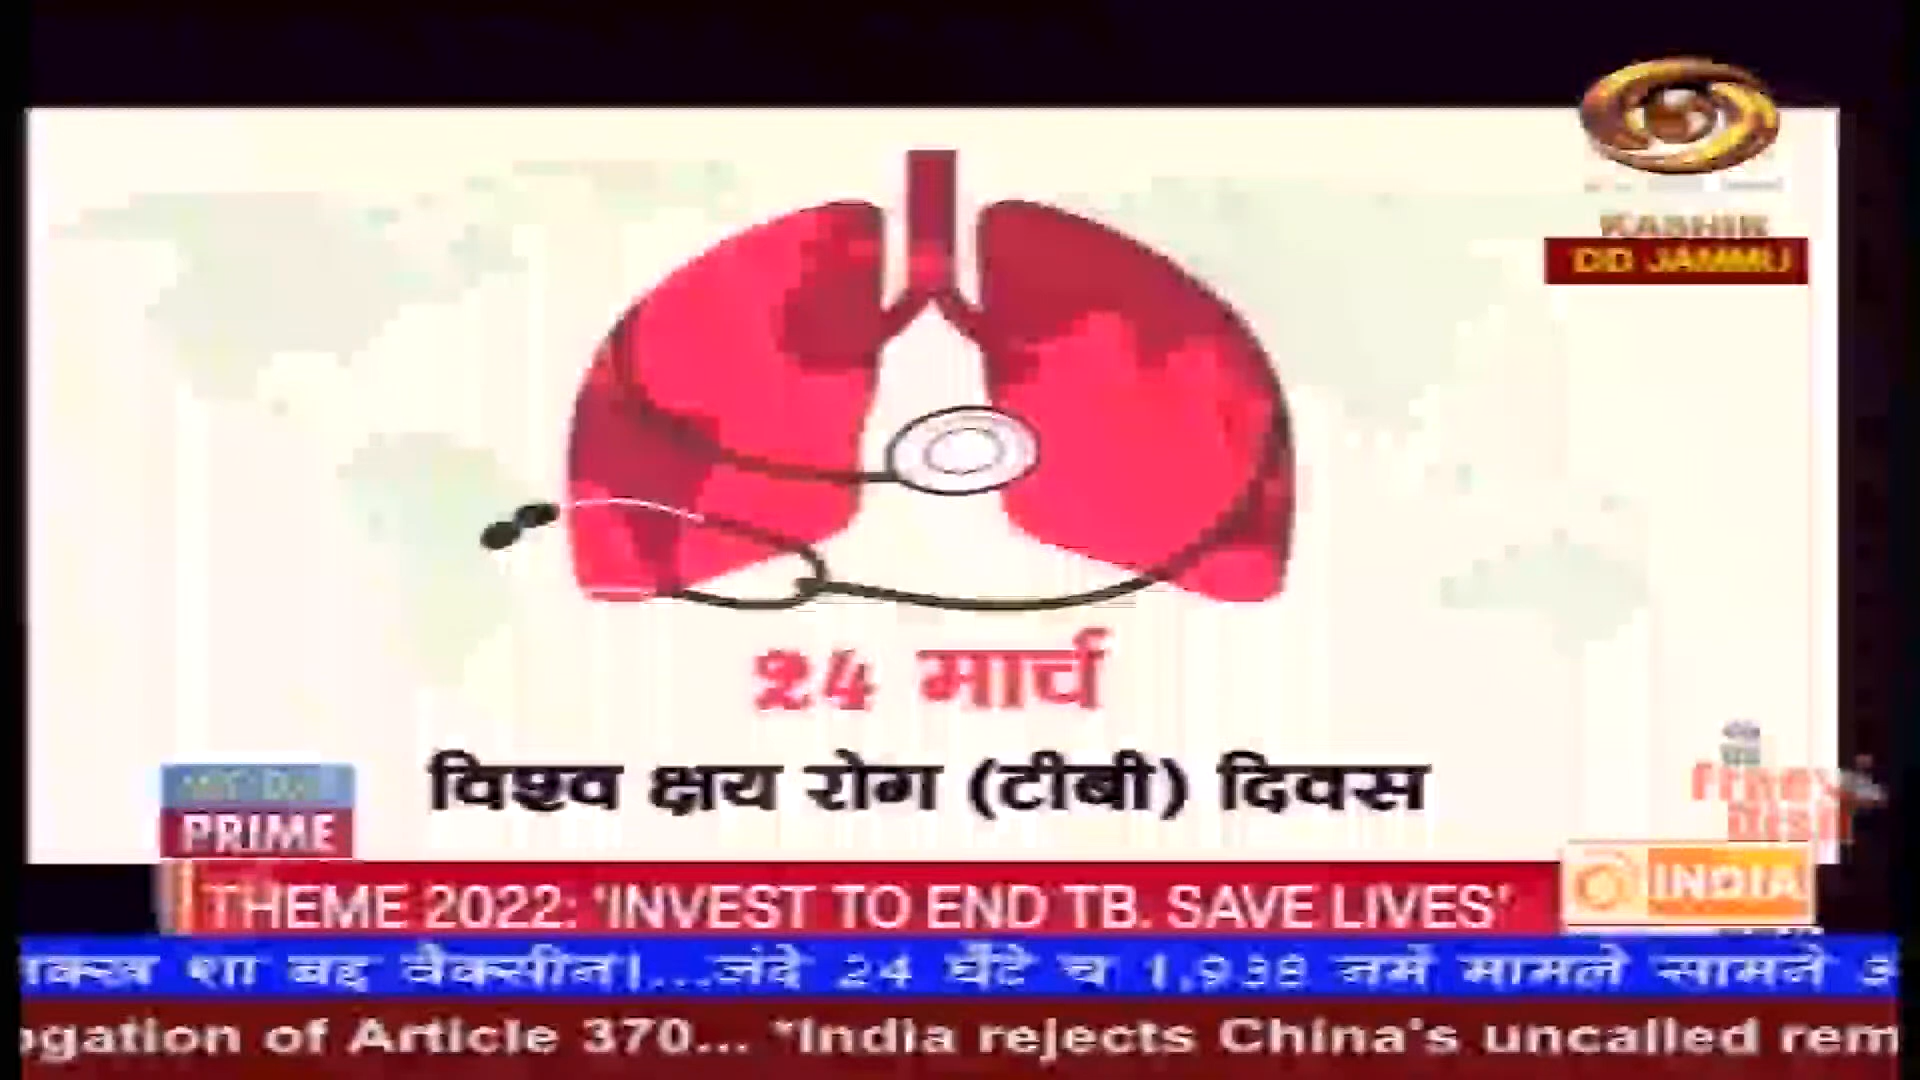 KASHIR
DD JAMMU
24 मार्च
विश्व क्षय रोग (टीबी) दिवस
PRIME
THEME 2022: 'INVEST TO END TB. SAVE LIVES'
INDIA
शा बद्द वैक्सीन।...जंदे 24 घैंटे च 1,938 नमें मामले सामने
ogation of Article 370... *India rejects China's uncalled rem